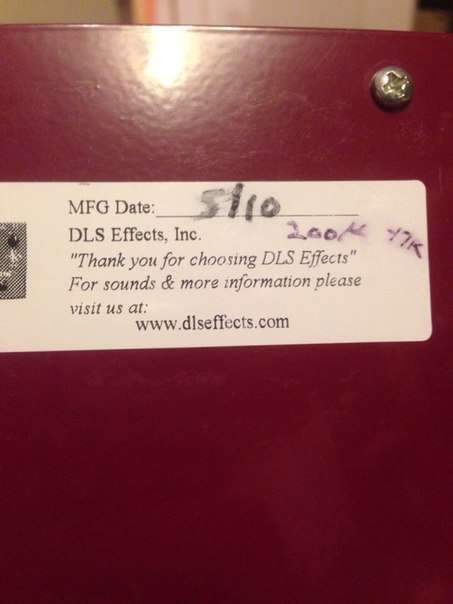 MFG Date: 5/10
DLS Effects, Inc.
200K 47K
"Thank you for choosing DLS Effects"
For sounds & more information please
visit us at:
www.dlseffects.com